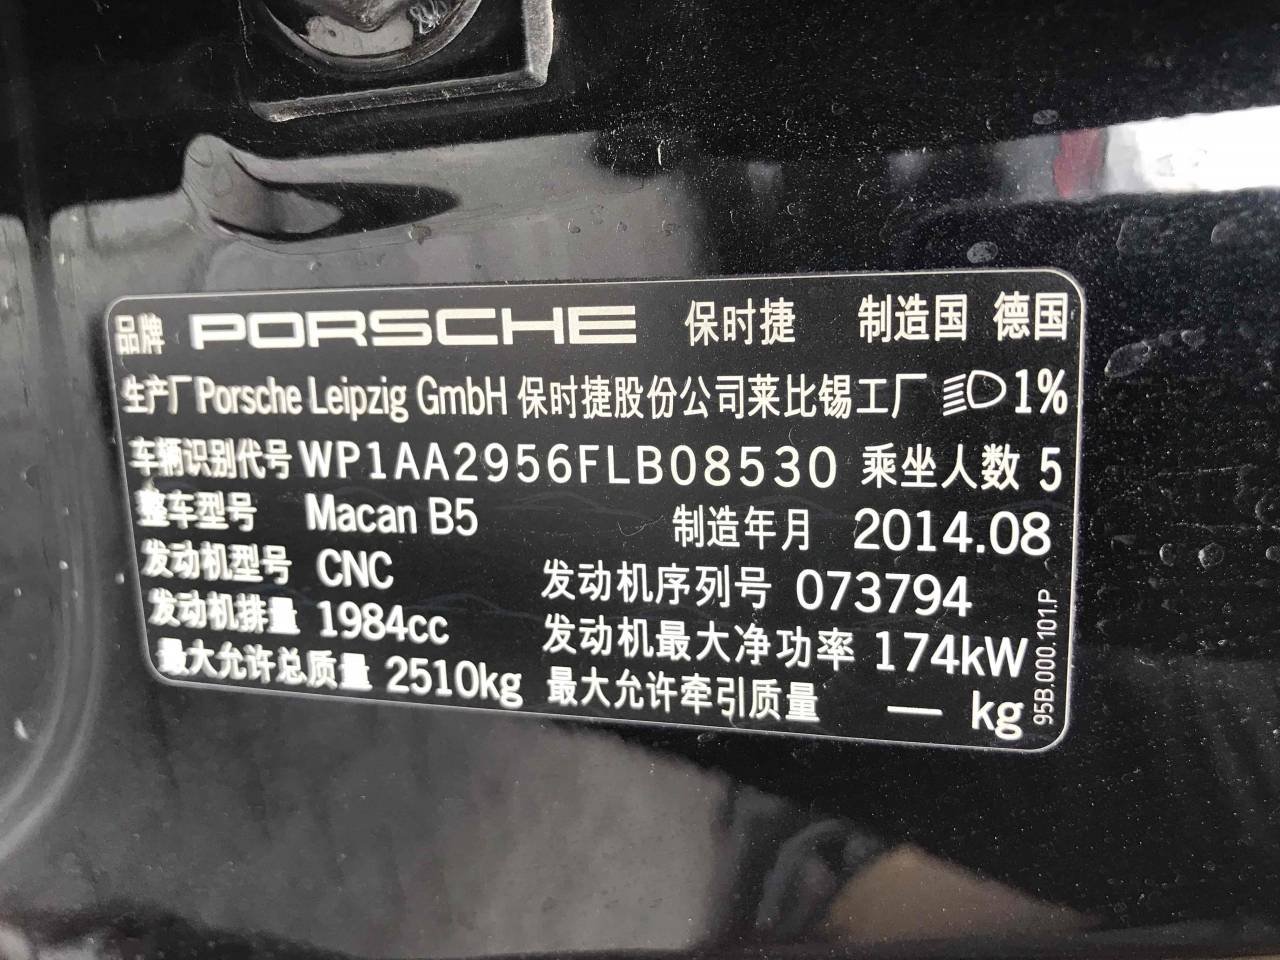 品牌 PORSCHE 保时捷 制造国 德国
生产厂 Porsche Leipzig GmbH 保时捷股份公司莱比锡工厂 1%
车辆识别代号 WP1AA2956FLB08530 乘坐人数 5
整车型号 Macan B5 制造年月 2014.08
发动机型号 CNC 发动机序列号 073794
发动机排量 1984cc 发动机最大净功率 174kW
最大允许总质量 2510kg 最大允许牵引质量 — kg
95B.000.101.P